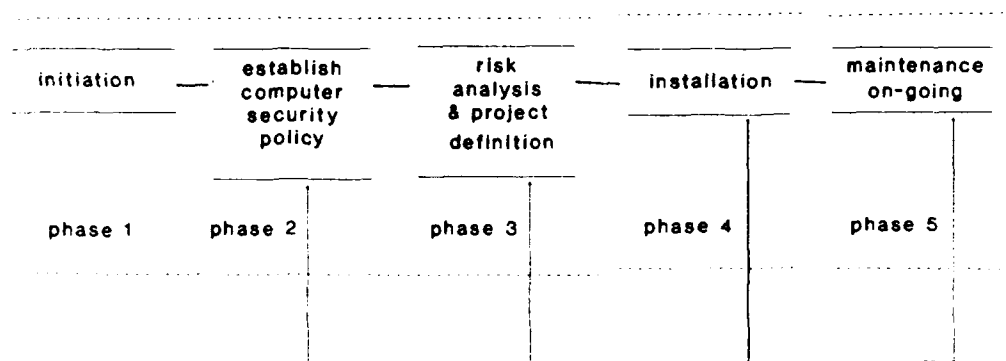 initiation
establish
computer
security
policy
risk
analysis
& project
definition
installation
maintenance
on-going
phase 1
phase 2
phase 3
phase 4
phase 5